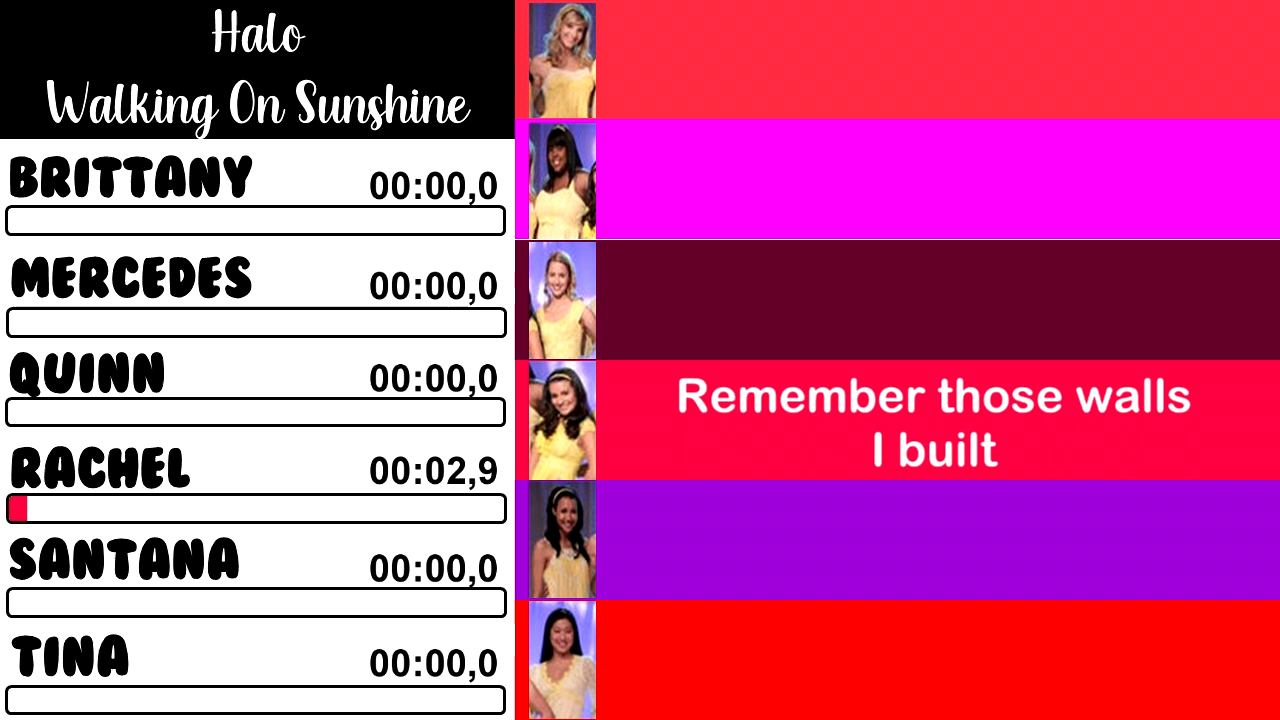 Halo
Walking On Sunshine
BRITTANY 00:00,0
MERCEDES 00:00,0
QUINN 00:00,0
RACHEL 00:02,9
SANTANA 00:00,0
TINA 00:00,0
Remember those walls
I built